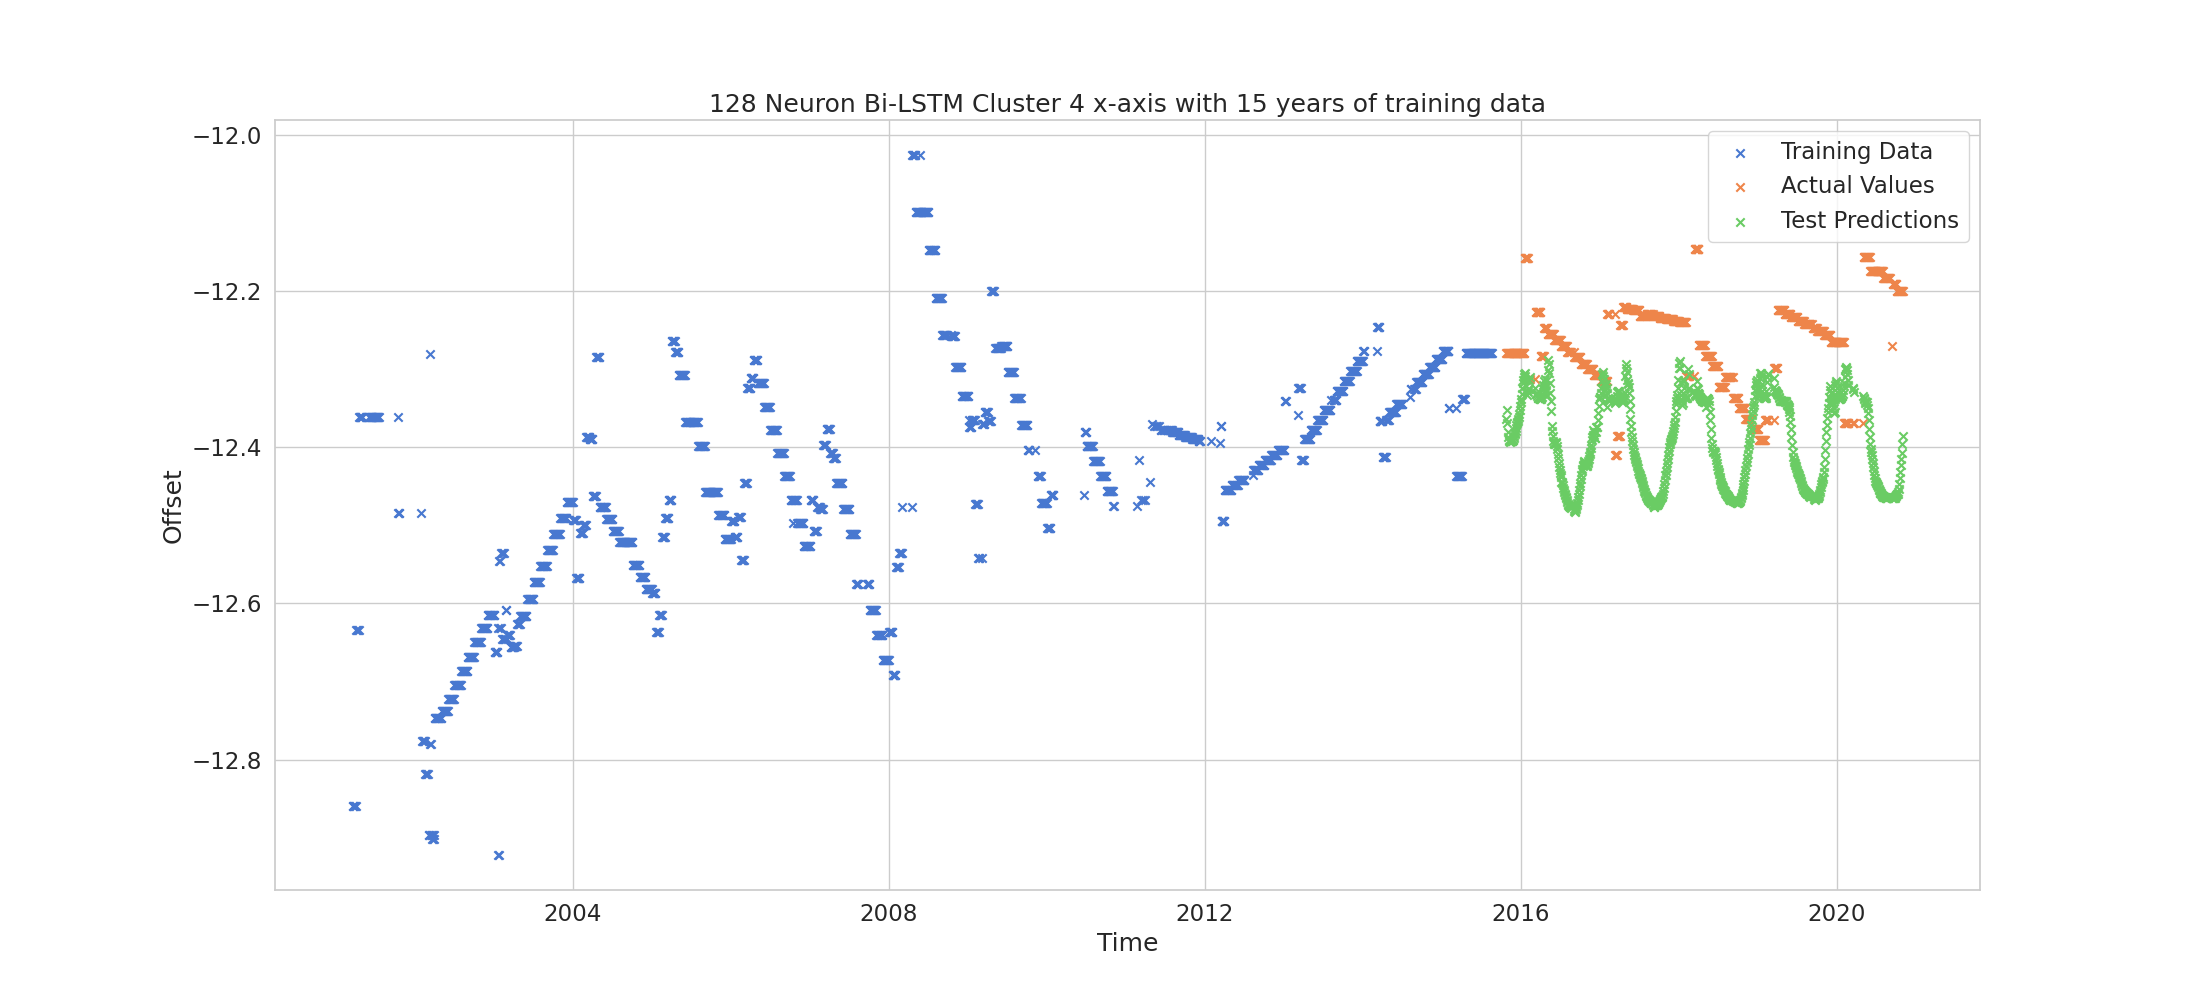 128 Neuron Bi-LSTM Cluster 4 x-axis with 15 years of training data
Training Data
Actual Values
Test Predictions
−12.0
−12.2
−12.4
−12.6
−12.8
Offset
2004
2008
2012
2016
2020
Time